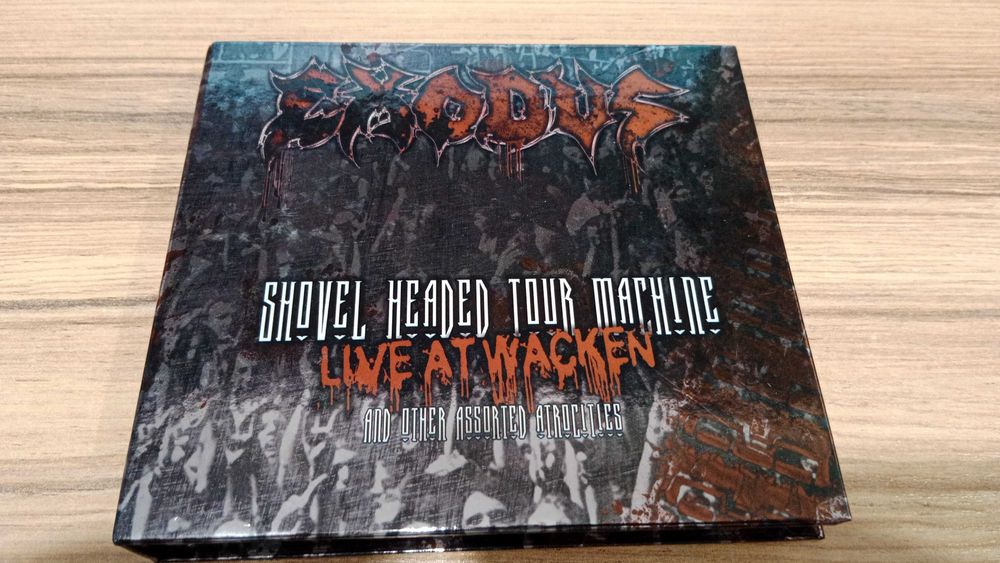 EXODUS
SHOVEL HEADED TOUR MACHINE
LIVE AT WACKEN
AND OTHER ASSORTED ATROCITIES